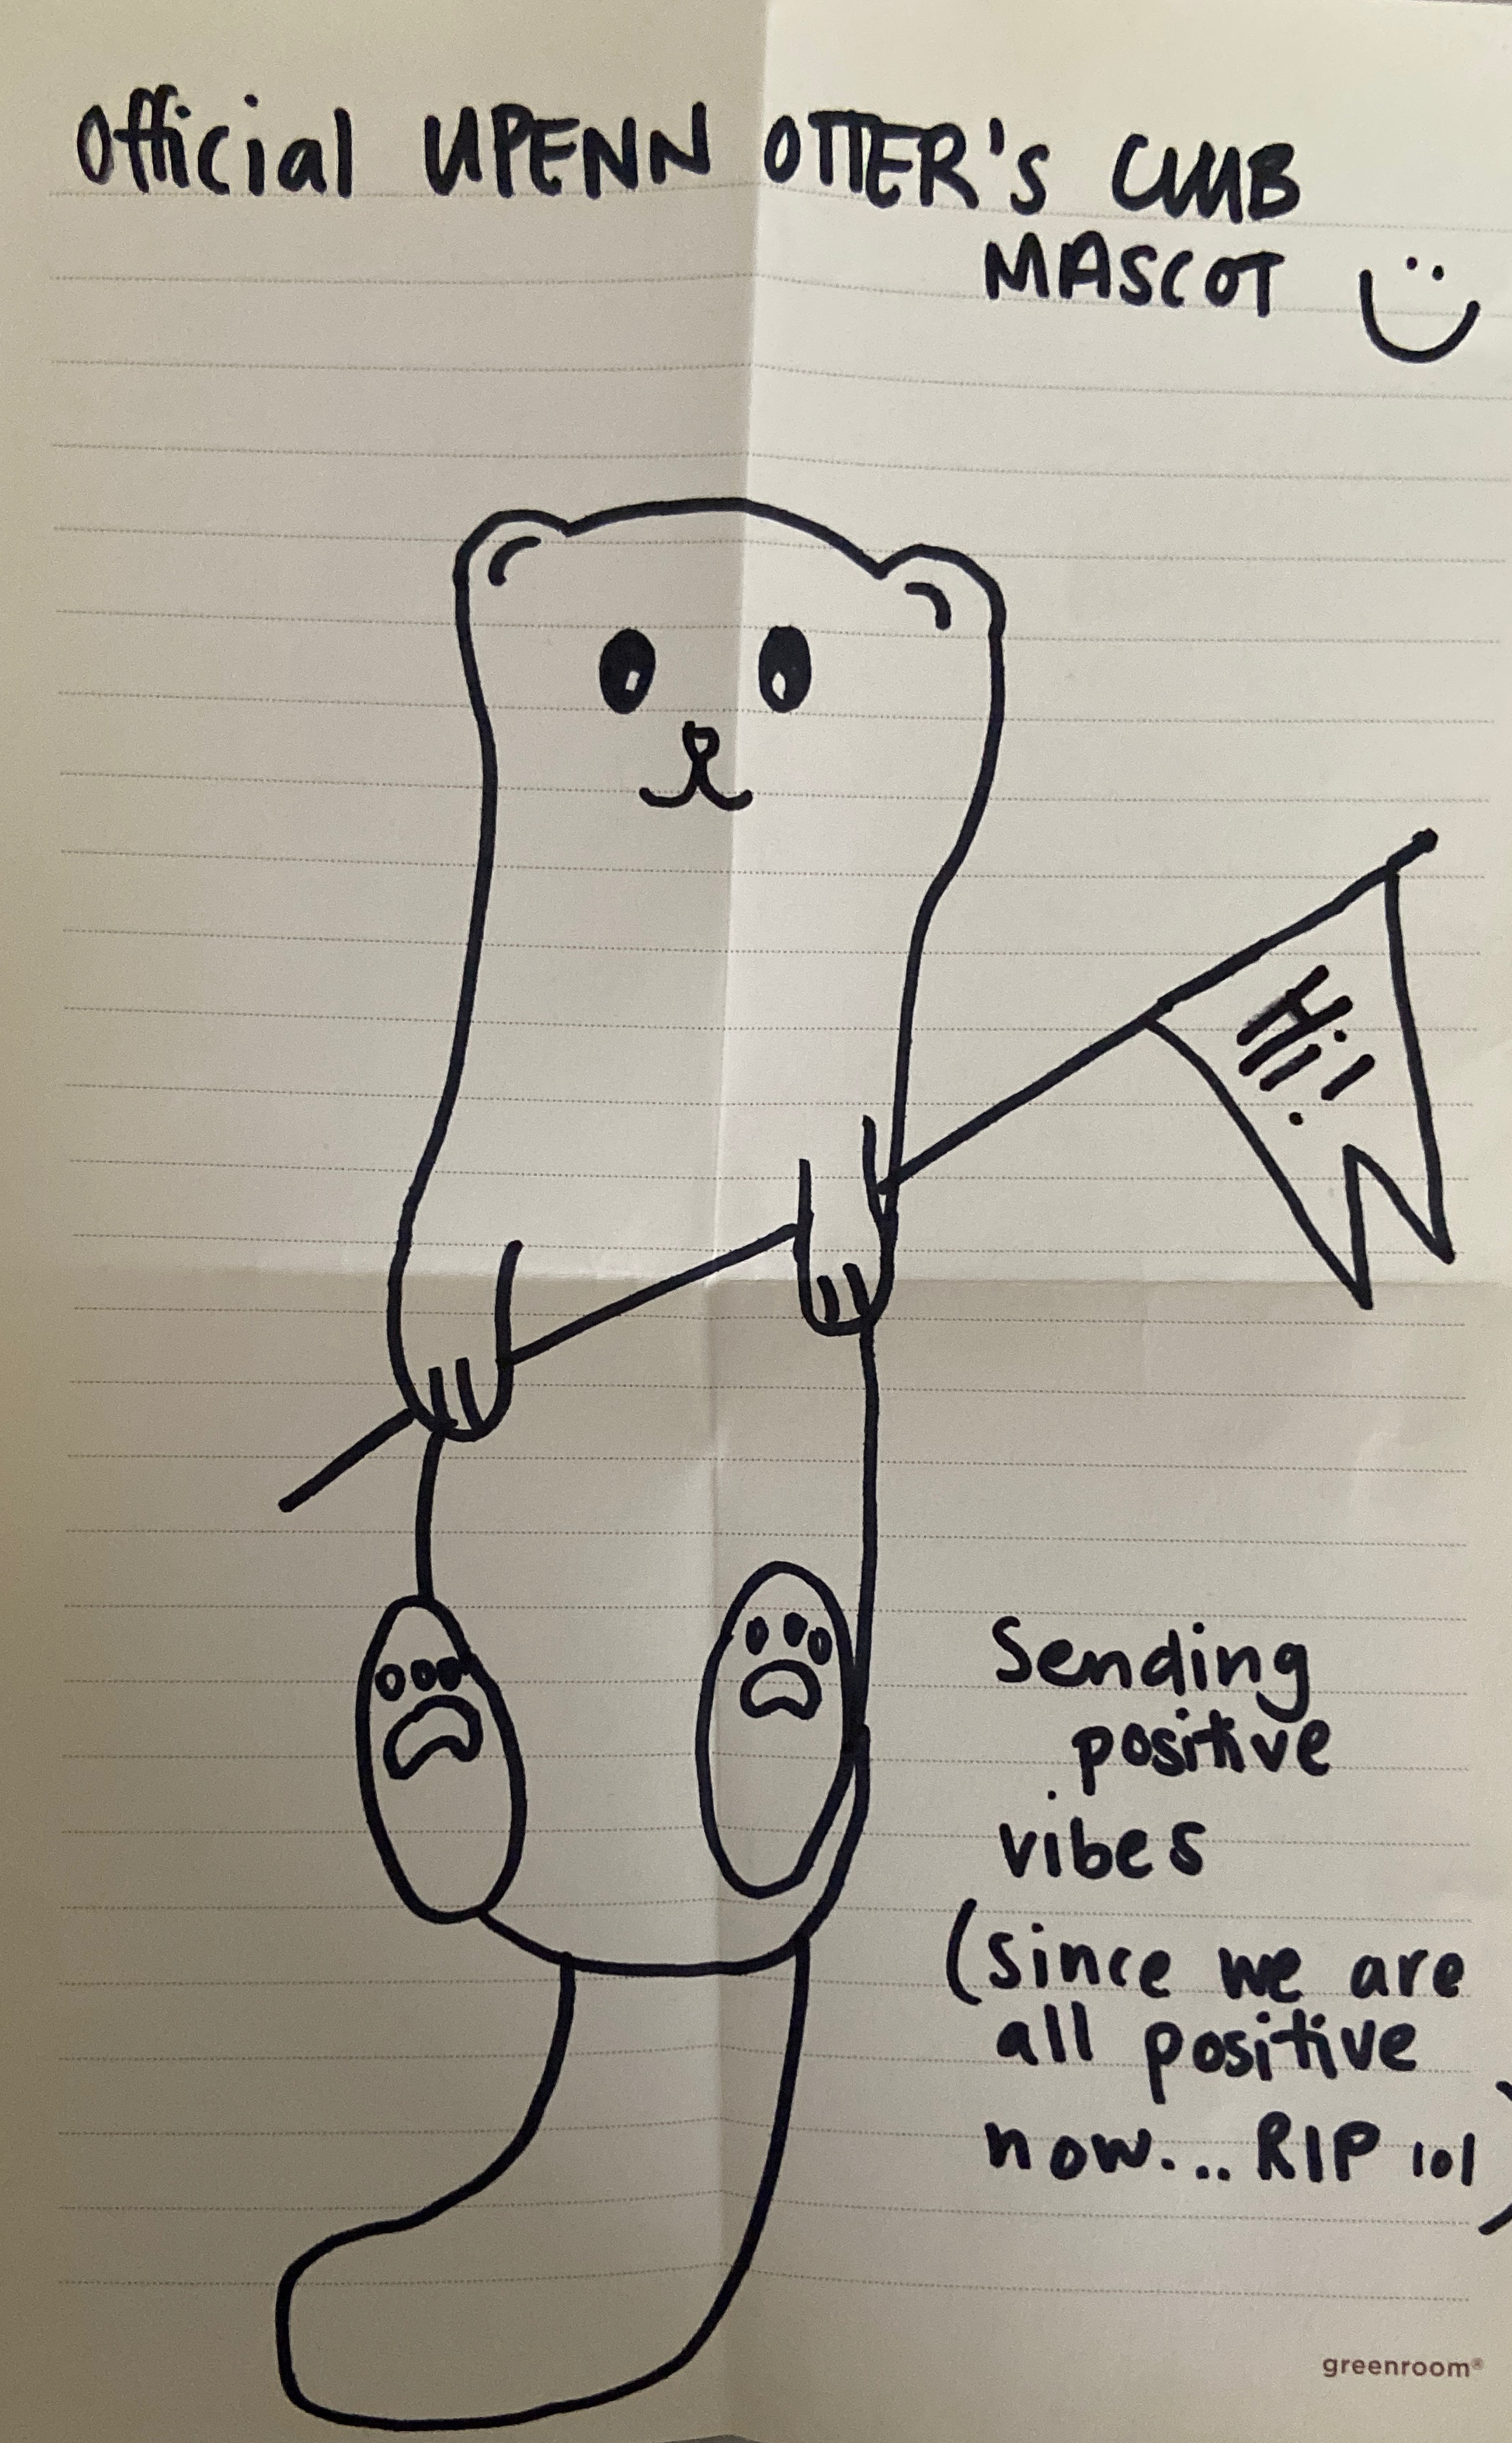 Official UPENN OTTER's CLUB
MASCOT
Hi!
Sending
positive
vibes
(since we are
all positive
now... RIP lol)
greenroom®